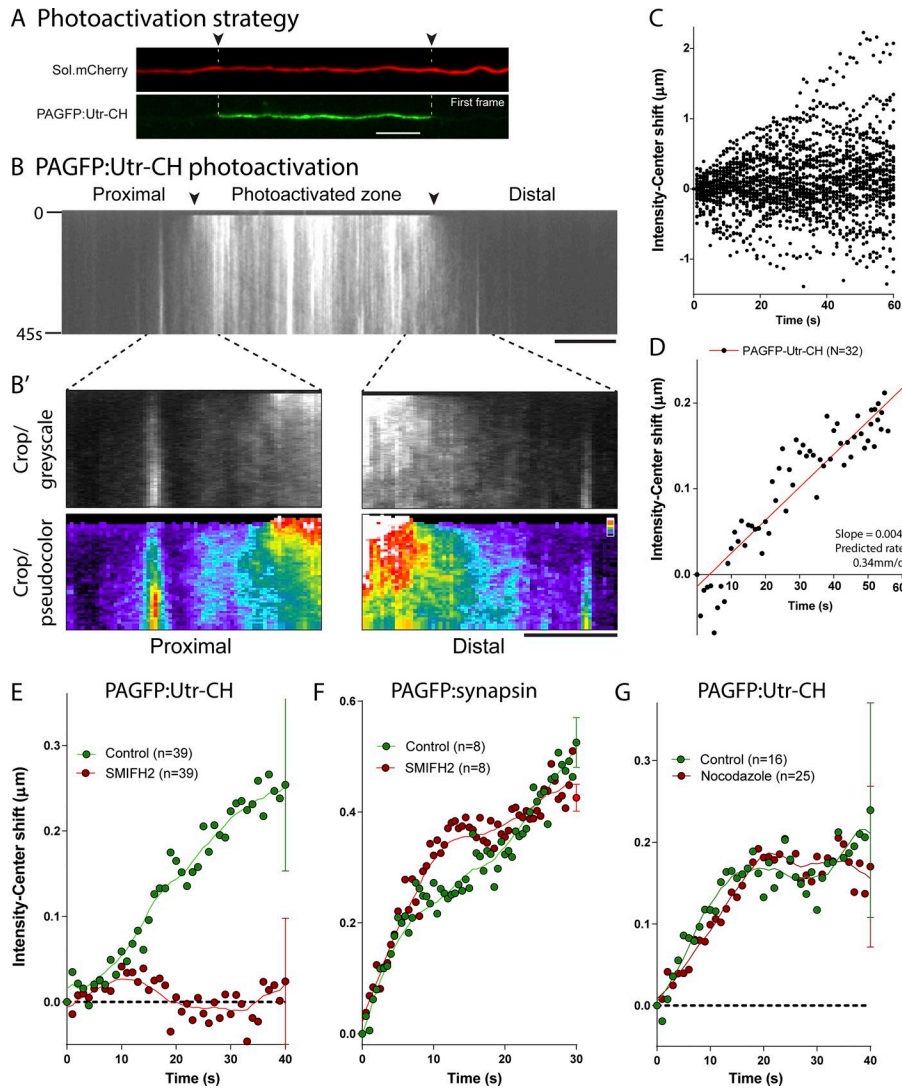 A Photoactivation strategy
Sol.mCherry
PAGFP:Utr-CH
First frame
B PAGFP:Utr-CH photoactivation
Proximal
Photoactivated zone
Distal
0
45s
B'
Crop/
greyscale
Crop/
pseudocolor
Proximal
Distal
C
Intensity-Center shift (μm)
2
1
0
-1
0
20
40
60
Time (s)
D
PAGFP-Utr-CH (N=32)
Intensity-Center shift (μm)
0.2
0.1
0.0
10
20
30
40
50
60
Time (s)
Slope = 0.004
Predicted rate
0.34mm/d
E
PAGFP:Utr-CH
Control (n=39)
SMIFH2 (n=39)
Intensity-Center shift (μm)
0.3
0.2
0.1
0.0
0
10
20
30
40
Time (s)
F
PAGFP:synapsin
Control (n=8)
SMIFH2 (n=8)
0.6
0.4
0.2
0.0
0
10
20
30
Time (s)
G
PAGFP:Utr-CH
Control (n=16)
Nocodazole (n=25)
0.3
0.2
0.1
0.0
0
10
20
30
40
Time (s)